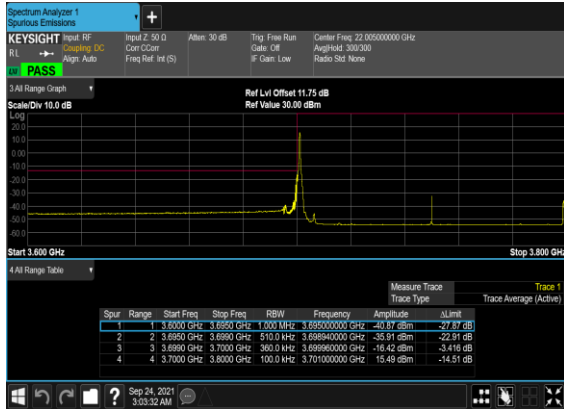 Spectrum Analyzer 1
Spurious Emissions
+
KEYSIGHT Input: RF Input Z: 50 Ω Atten: 30 dB Trig: Free Run Center Freq: 22.005000000 GHz
RL Coupling: DC Corr CCorr Gate: Off Avg|Hold: 300/300
Align: Auto Freq Ref: Int (S) IF Gain: Low Radio Std: None
PASS
3 All Range Graph Ref Lvl Offset 11.75 dB
Scale/Div 10.0 dB Ref Value 30.00 dBm
Log
20.0
10.0
0.00
-10.0
-20.0
-30.0
-40.0
-50.0
-60.0
Start 3.600 GHz Stop 3.800 GHz
4 All Range Table
Measure Trace Trace 1
Trace Type Trace Average (Active)
Spur Range Start Freq Stop Freq RBW Frequency Amplitude ΔLimit
1 1 3.6000 GHz 3.6950 GHz 1.000 MHz 3.695000000 GHz -40.87 dBm -27.87 dB
2 2 3.6950 GHz 3.6990 GHz 510.0 kHz 3.698940000 GHz -35.91 dBm -22.91 dB
3 3 3.6990 GHz 3.7000 GHz 360.0 kHz 3.699960000 GHz -16.42 dBm -3.416 dB
4 4 3.7000 GHz 3.8000 GHz 100.0 kHz 3.701000000 GHz 15.49 dBm -14.51 dB
? Sep 24, 2021
3:03:32 AM